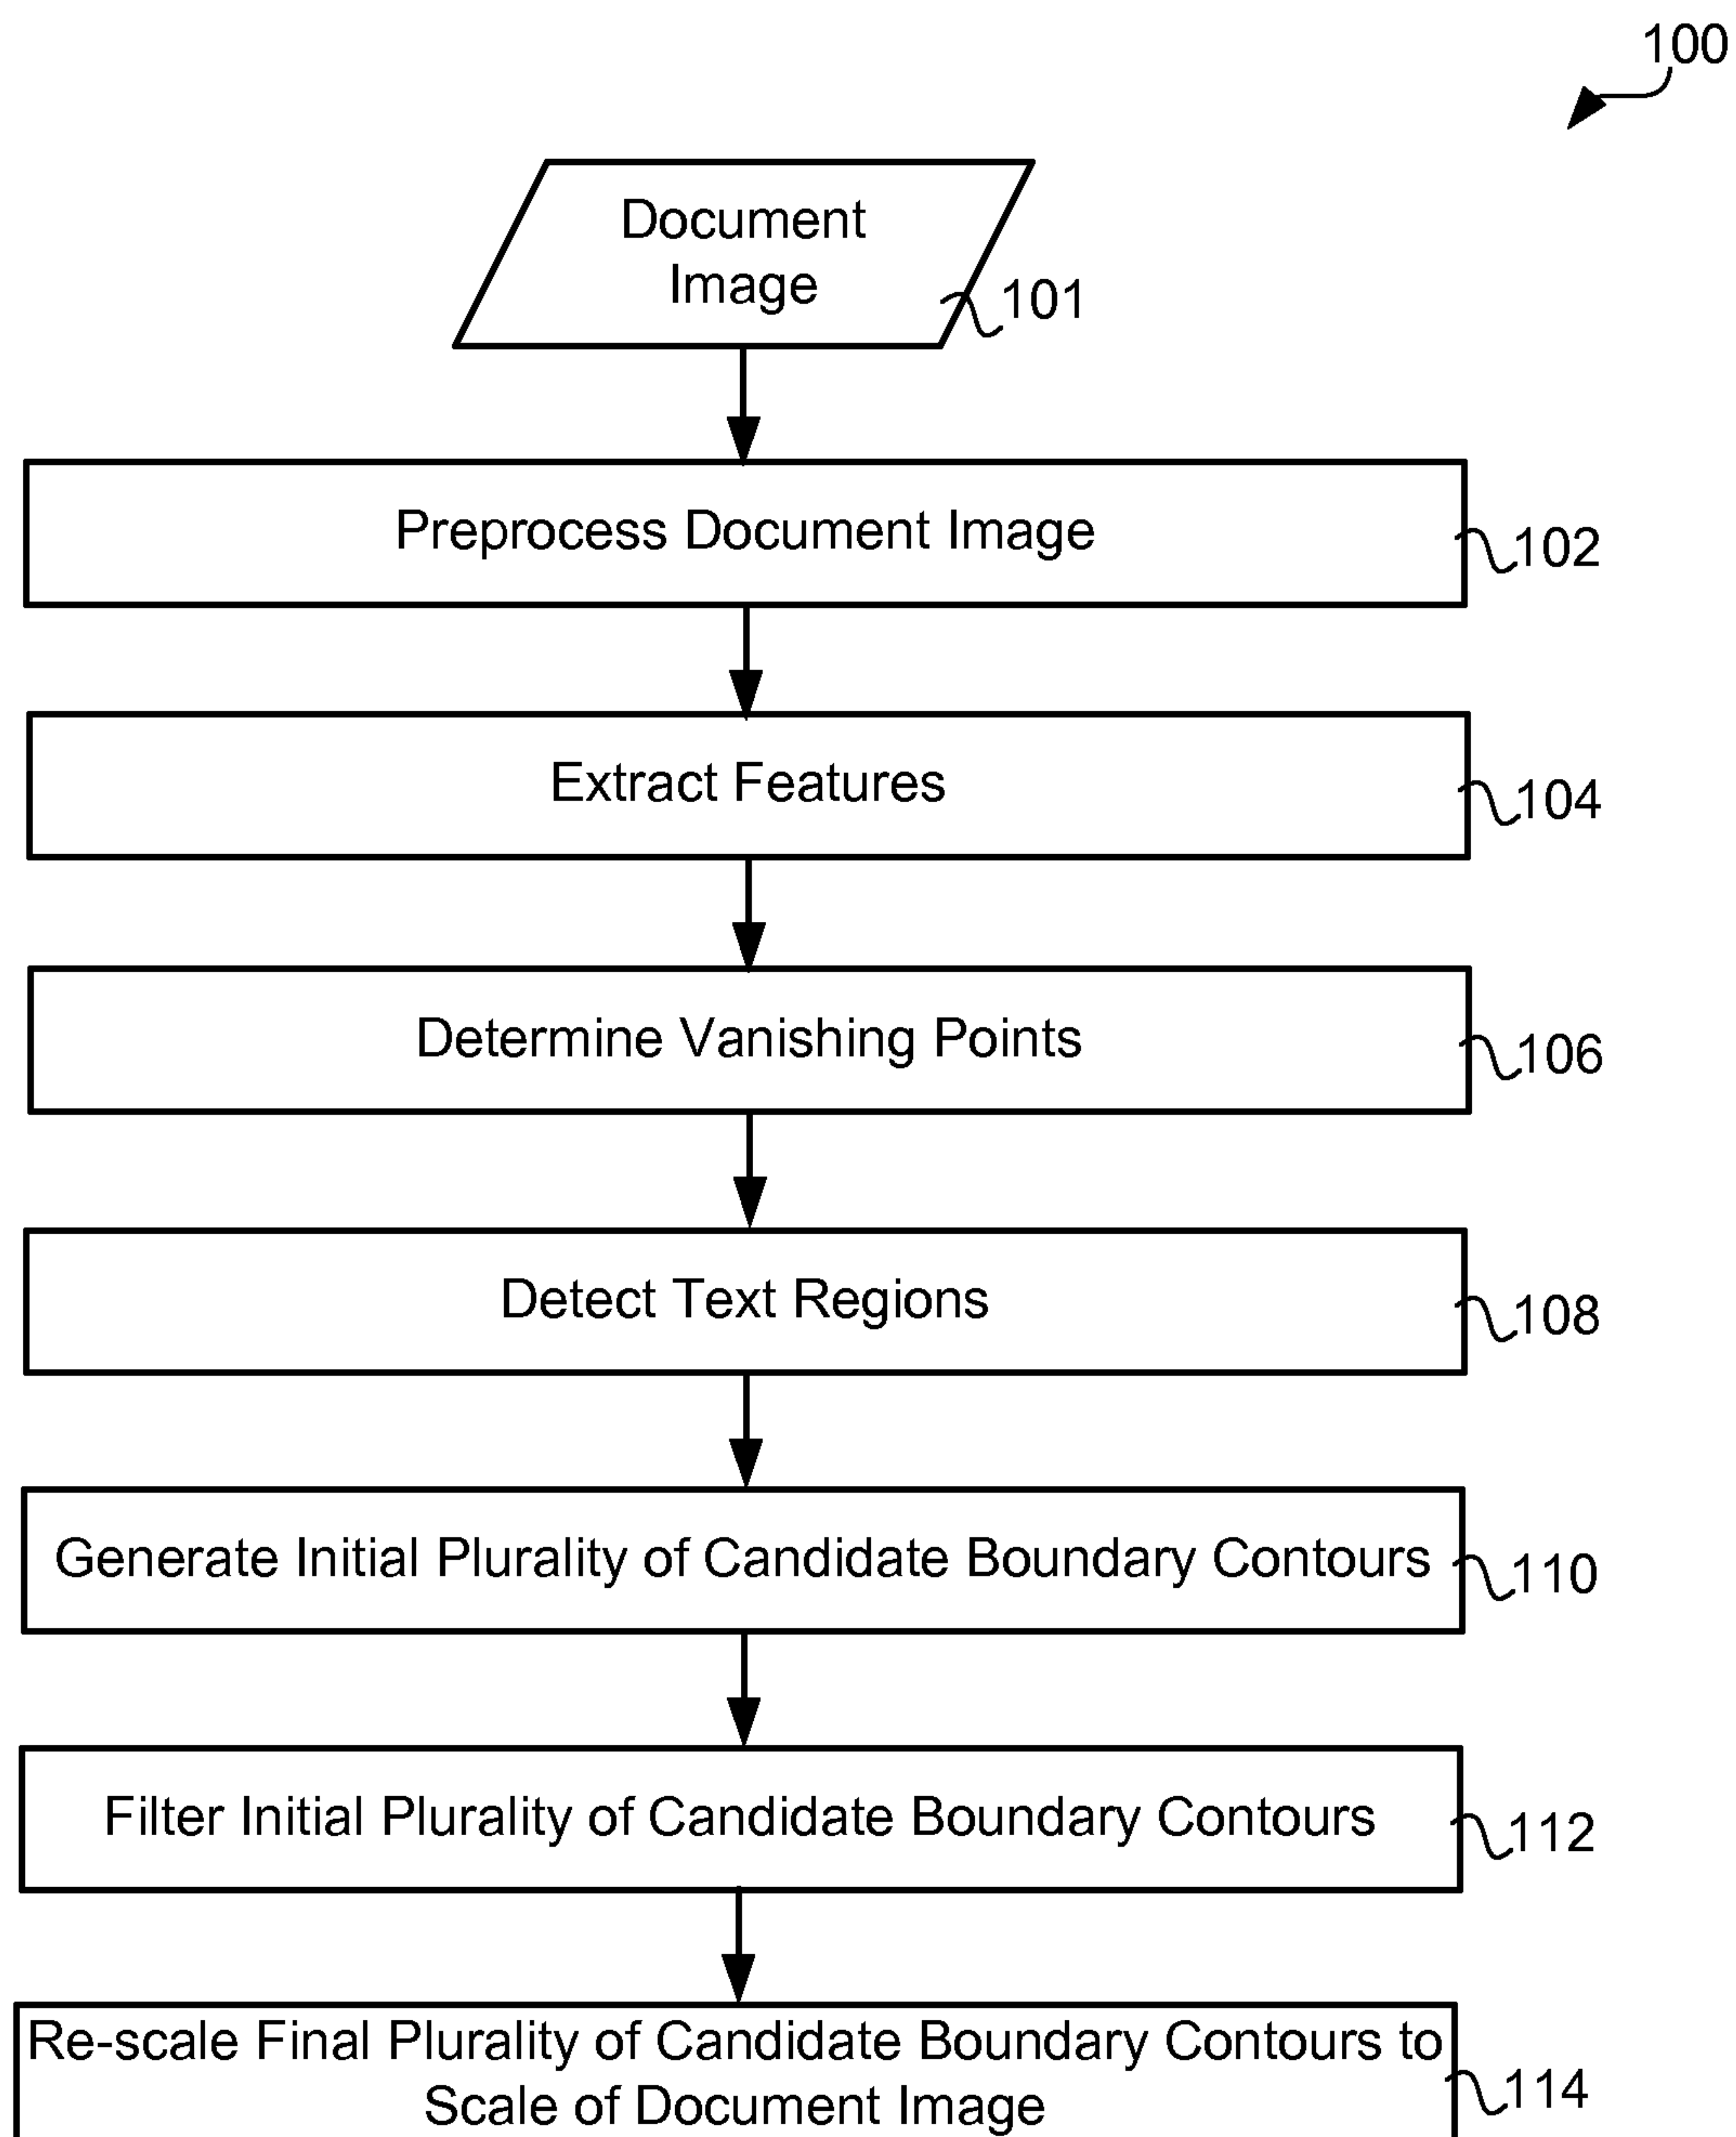 100
Document
Image
101
Preprocess Document Image
102
Extract Features
104
Determine Vanishing Points
106
Detect Text Regions
108
Generate Initial Plurality of Candidate Boundary Contours
110
Filter Initial Plurality of Candidate Boundary Contours
112
Re-scale Final Plurality of Candidate Boundary Contours to
Scale of Document Image
114